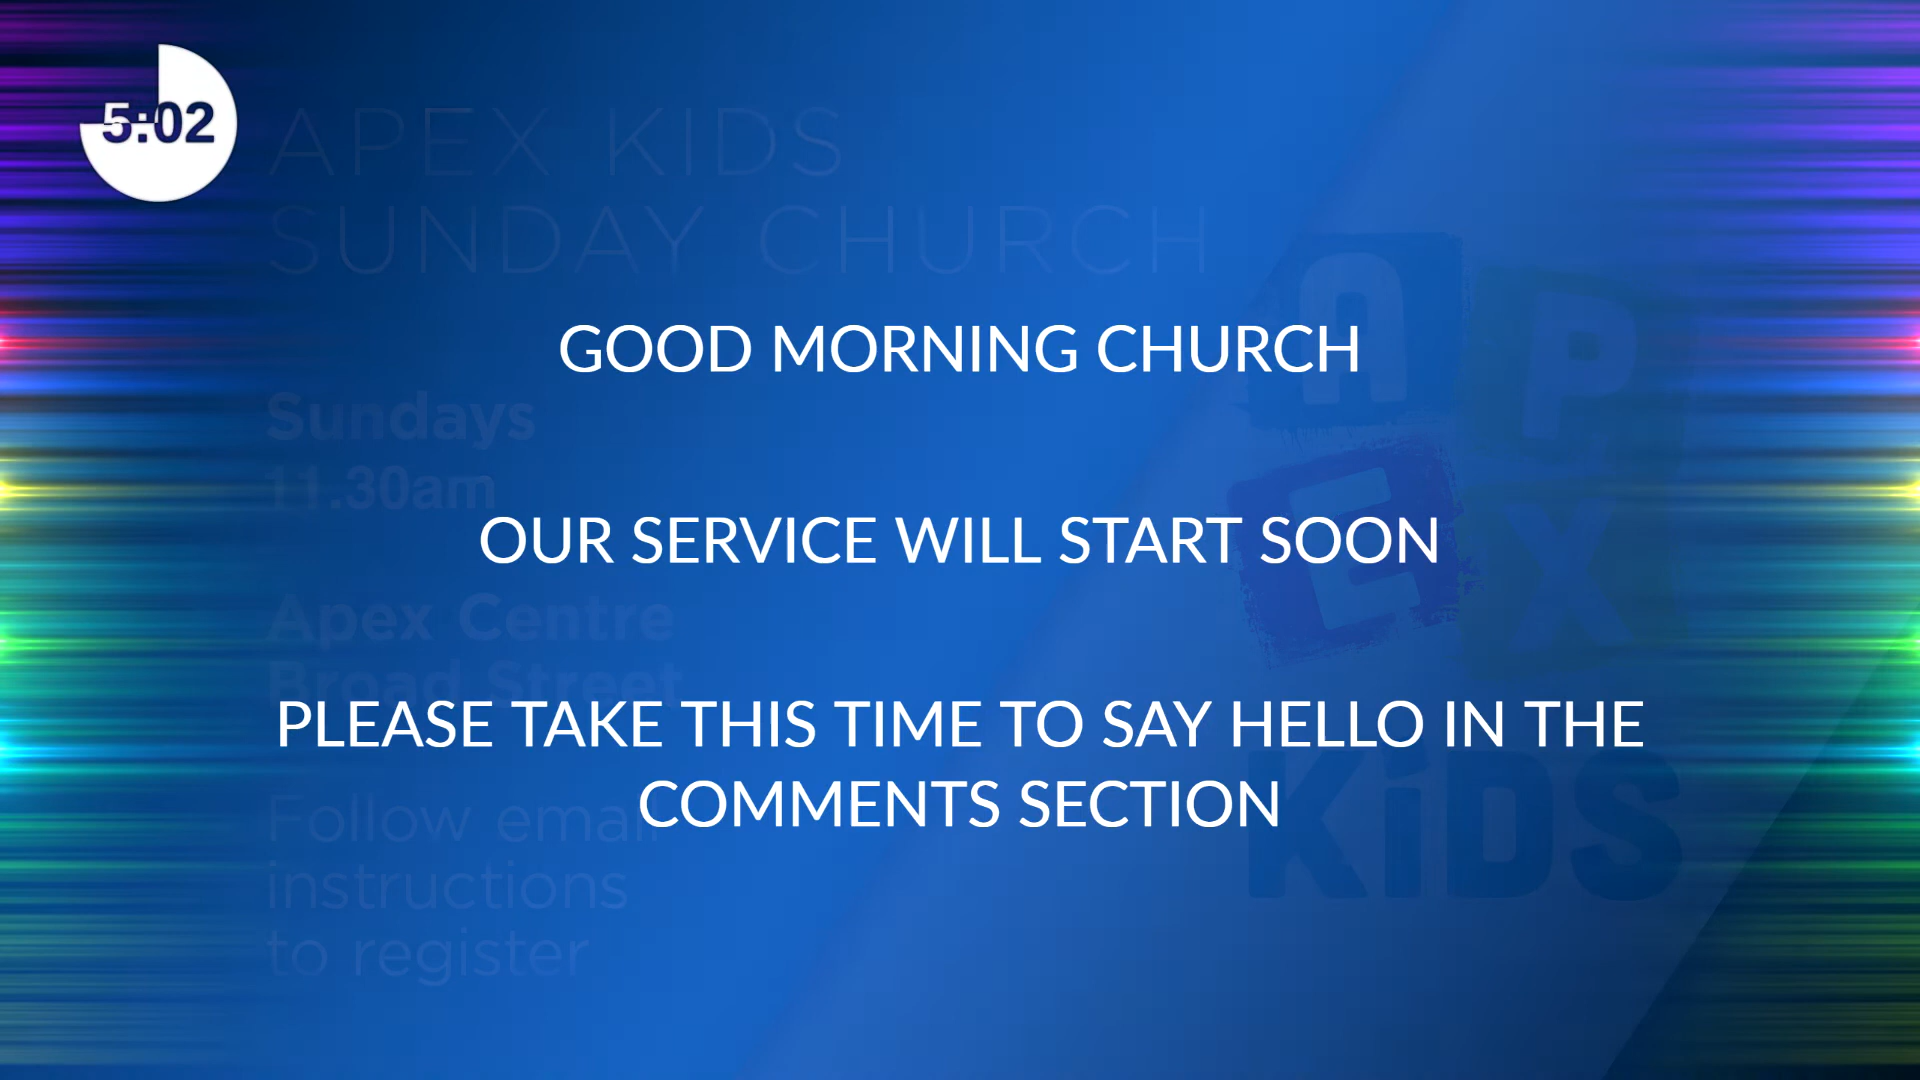 5:02
APEX KIDS
SUNDAY CHURCH
GOOD MORNING CHURCH
Sundays
11.30am
OUR SERVICE WILL START SOON
Apex Centre
Broad Street
PLEASE TAKE THIS TIME TO SAY HELLO IN THE
COMMENTS SECTION
Follow email
instructions
to register
A P
E X
KiDS